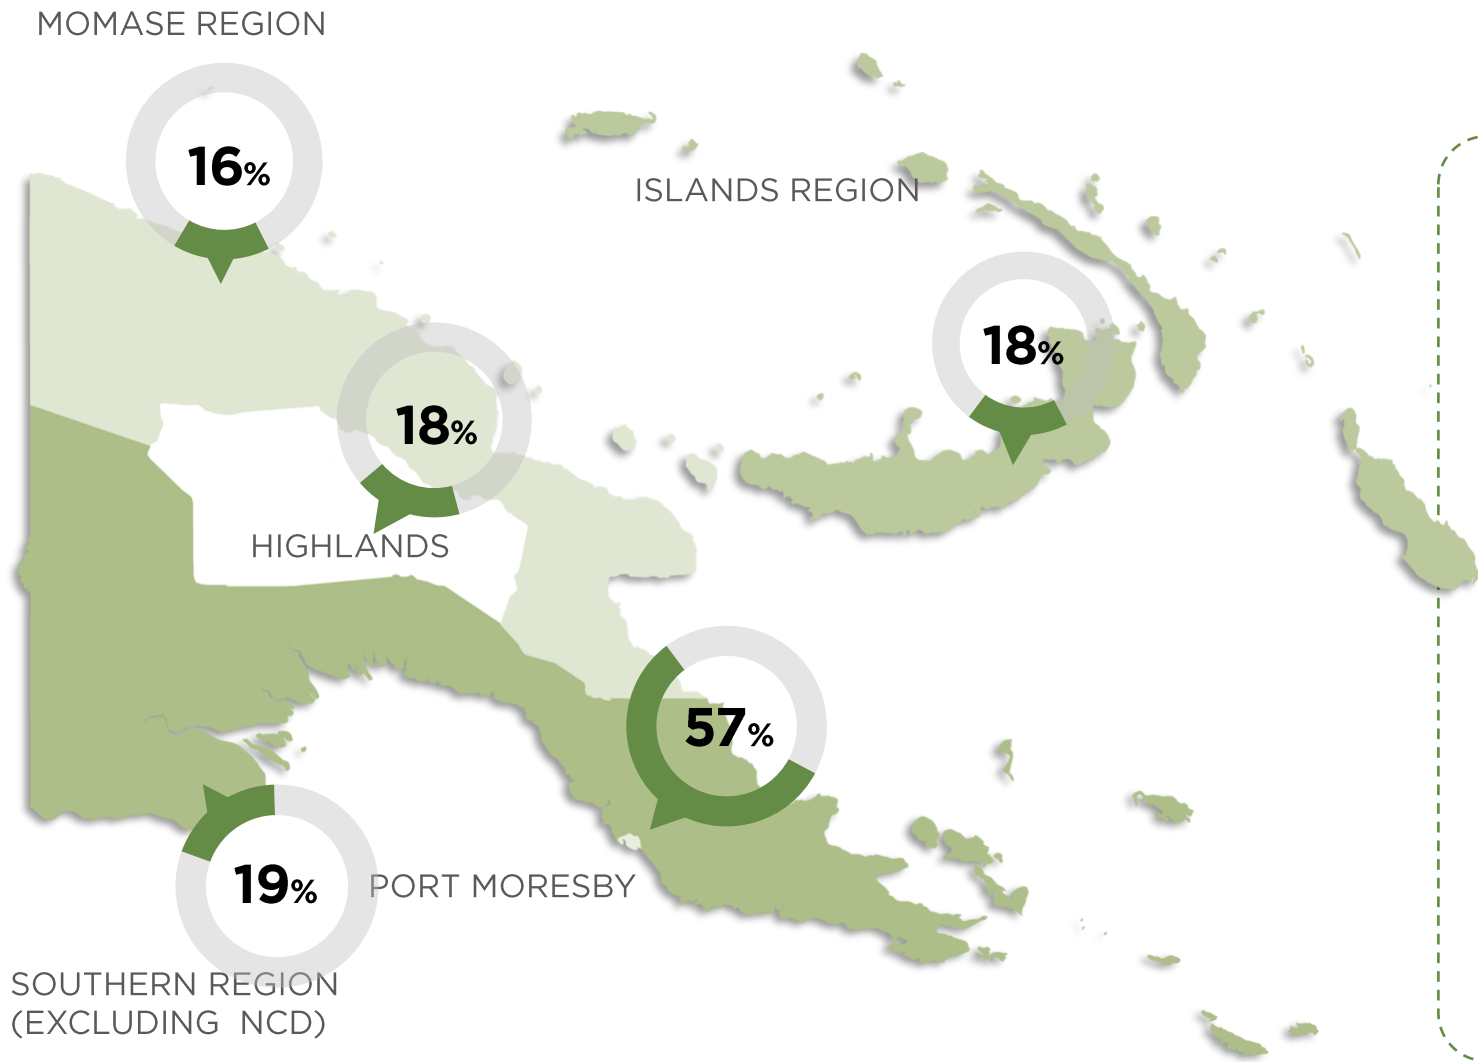 MOMASE REGION
16%
ISLANDS REGION
18%
18%
HIGHLANDS
57%
19%
PORT MORESBY
SOUTHERN REGION
(EXCLUDING NCD)